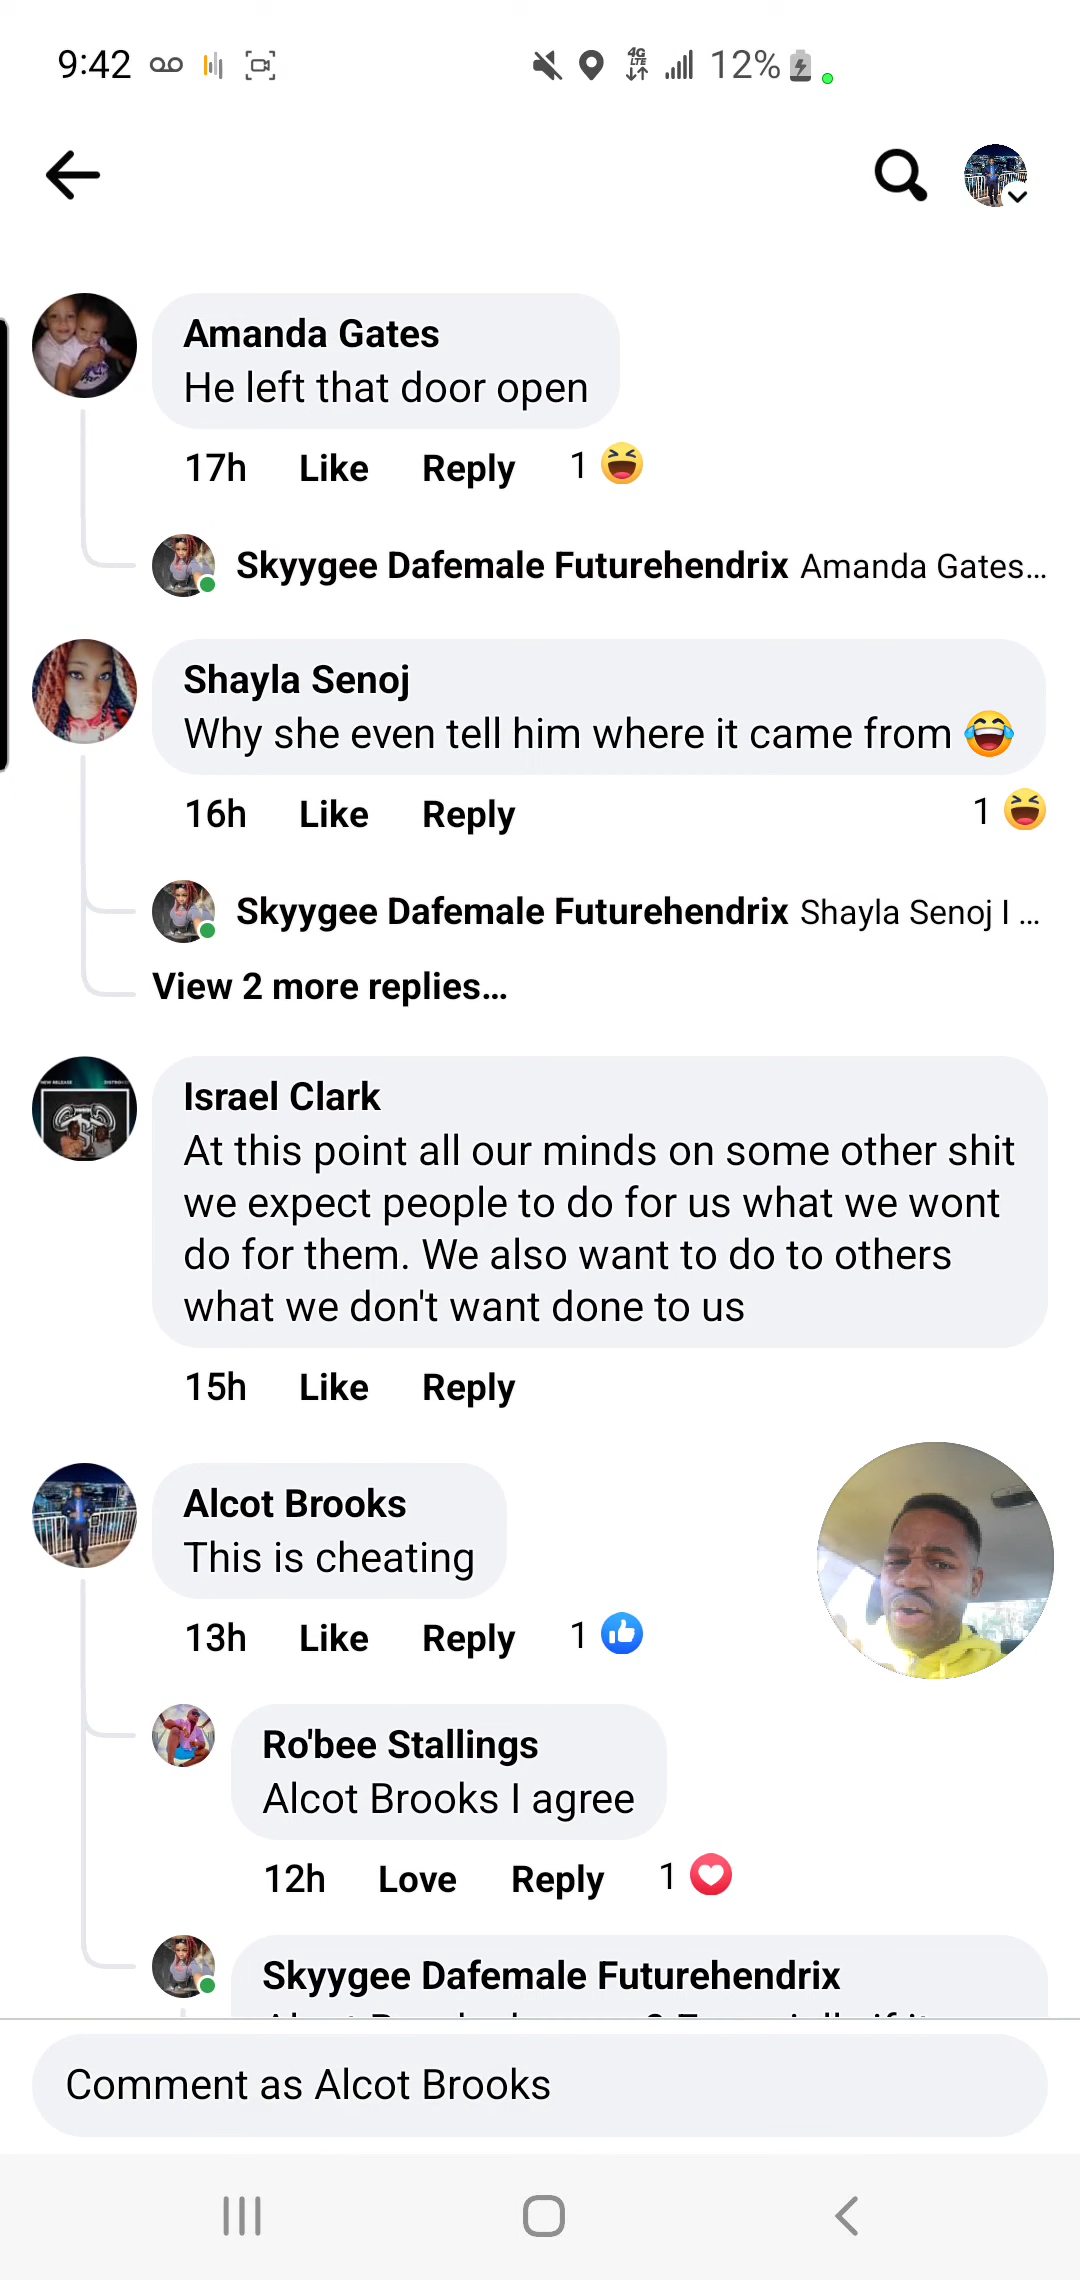 9:42
4G
LTE
12%
Amanda Gates
He left that door open
17h Like Reply 1
Skyygee Dafemale Futurehendrix Amanda Gates...
Shayla Senoj
Why she even tell him where it came from 😂
16h Like Reply 1
Skyygee Dafemale Futurehendrix Shayla Senoj I ...
View 2 more replies...
NEW RELEASE
Israel Clark
At this point all our minds on some other shit
we expect people to do for us what we wont
do for them. We also want to do to others
what we don't want done to us
15h Like Reply
Alcot Brooks
This is cheating
13h Like Reply 1
Ro'bee Stallings
Alcot Brooks I agree
12h Love Reply 1
Skyygee Dafemale Futurehendrix
Comment as Alcot Brooks